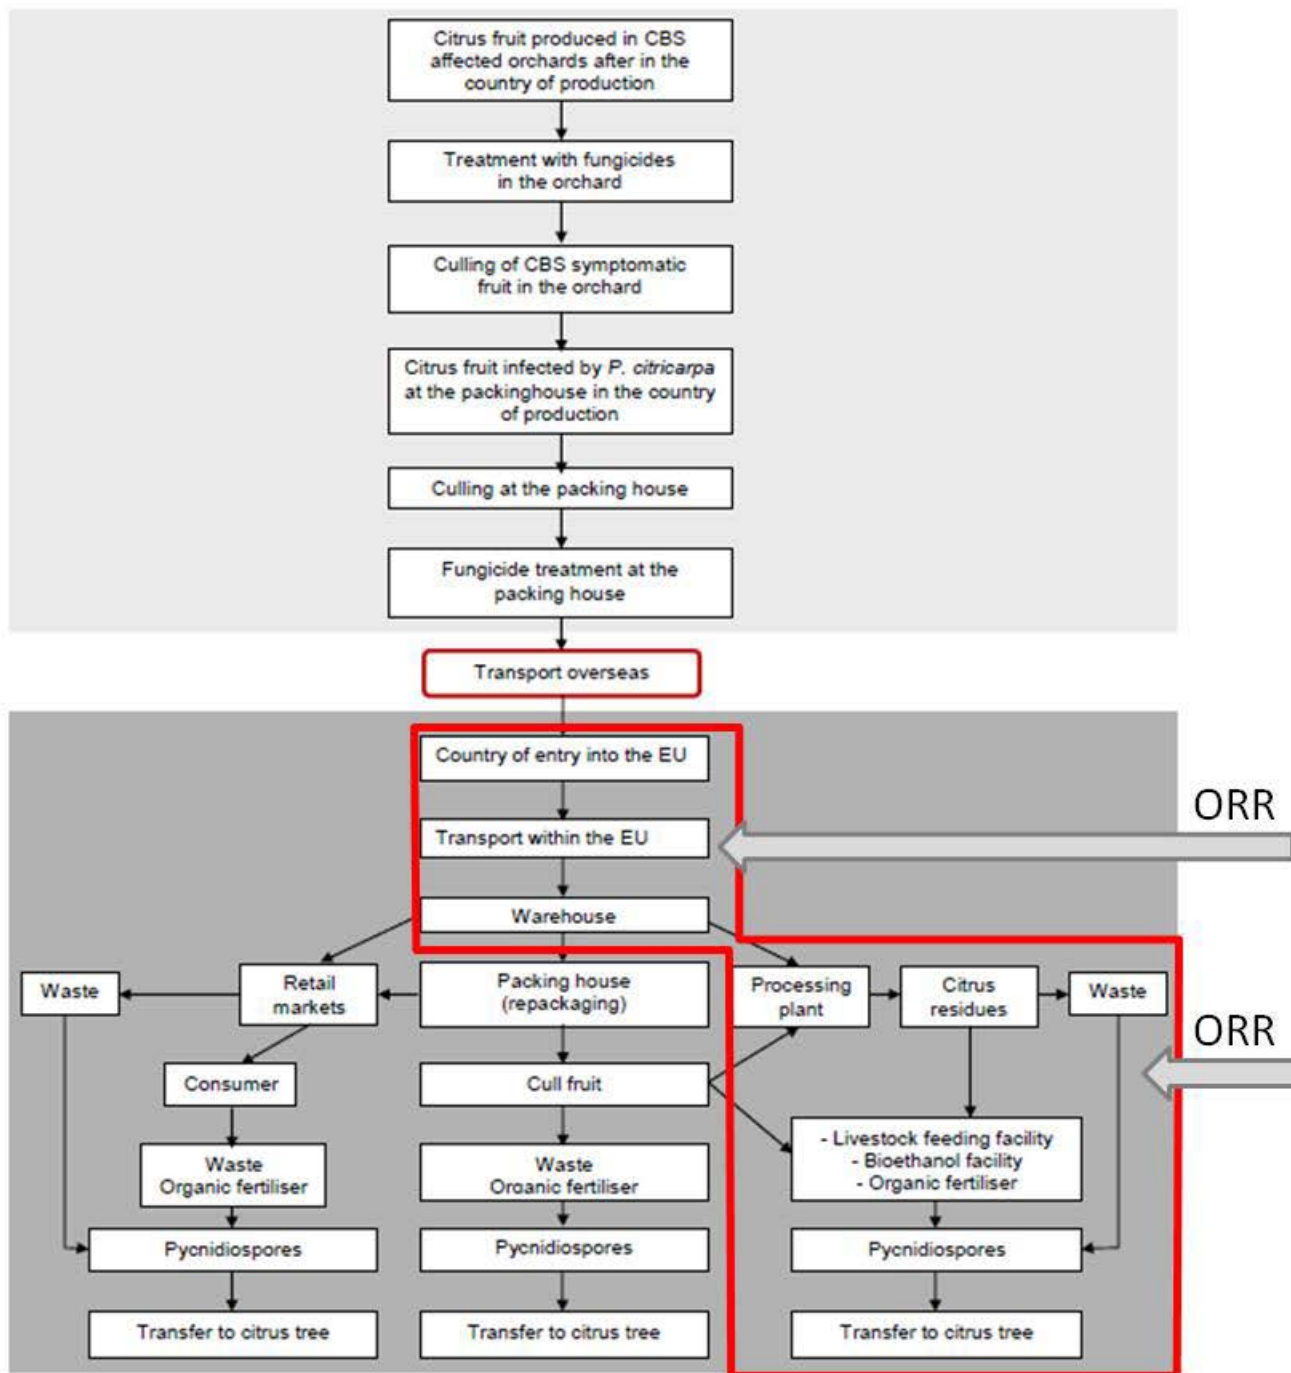 Citrus fruit produced in CBS
affected orchards after in the
country of production
Treatment with fungicides
in the orchard
Culling of CBS symptomatic
fruit in the orchard
Citrus fruit infected by P. citricarpa
at the packinghouse in the country
of production
Culling at the packing house
Fungicide treatment at the
packing house
Transport overseas
Country of entry into the EU
ORR
Transport within the EU
Warehouse
Waste
Retail
markets
Packing house
(repackaging)
Processing
plant
Citrus
residues
Waste
ORR
Consumer
Cull fruit
- Livestock feeding facility
- Bioethanol facility
- Organic fertiliser
Waste
Organic fertiliser
Waste
Organic fertiliser
Pycnidiospores
Pycnidiospores
Pycnidiospores
Transfer to citrus tree
Transfer to citrus tree
Transfer to citrus tree